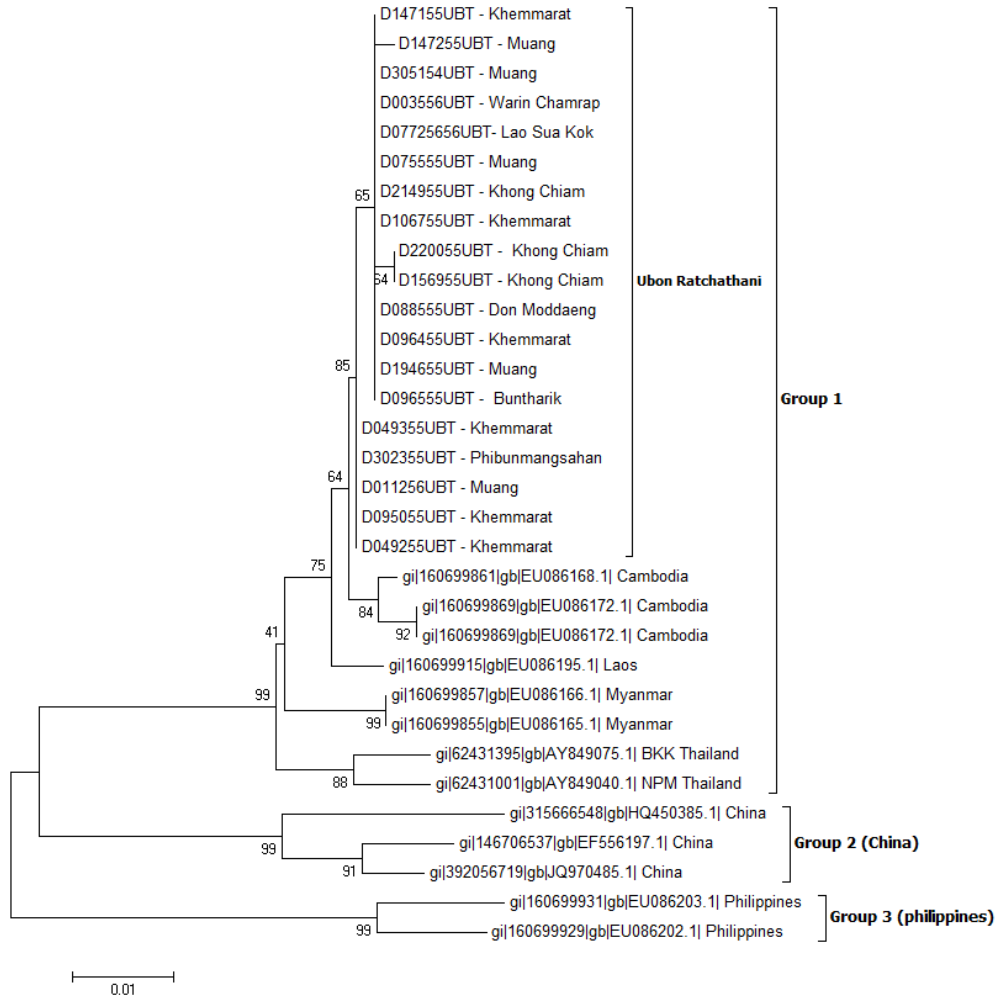 D147155UBT - Khemmarat
D147255UBT - Muang
D305154UBT - Muang
D003556UBT - Warin Chamrap
D07725656UBT- Lao Sua Kok
D075555UBT - Muang
65
D214955UBT - Khong Chiam
D106755UBT - Khemmarat
D220055UBT -  Khong Chiam
64
D156955UBT - Khong Chiam
Ubon Ratchathani
D088555UBT - Don Moddaeng
D096455UBT - Khemmarat
85
D194655UBT - Muang
D096555UBT -  Buntharik
Group 1
D049355UBT - Khemmarat
D302355UBT - Phibunmangsahan
64
D011256UBT - Muang
D095055UBT - Khemmarat
D049255UBT - Khemmarat
75
gi|160699861|gb|EU086168.1| Cambodia
84
gi|160699869|gb|EU086172.1| Cambodia
41
92
gi|160699869|gb|EU086172.1| Cambodia
gi|160699915|gb|EU086195.1| Laos
99
gi|160699857|gb|EU086166.1| Myanmar
99
gi|160699855|gb|EU086165.1| Myanmar
gi|62431395|gb|AY849075.1| BKK Thailand
88
gi|62431001|gb|AY849040.1| NPM Thailand
gi|315666548|gb|HQ450385.1| China
99
gi|146706537|gb|EF556197.1| China
Group 2 (China)
91
gi|392056719|gb|JQ970485.1| China
gi|160699931|gb|EU086203.1| Philippines
Group 3 (philippines)
99
gi|160699929|gb|EU086202.1| Philippines
0.01